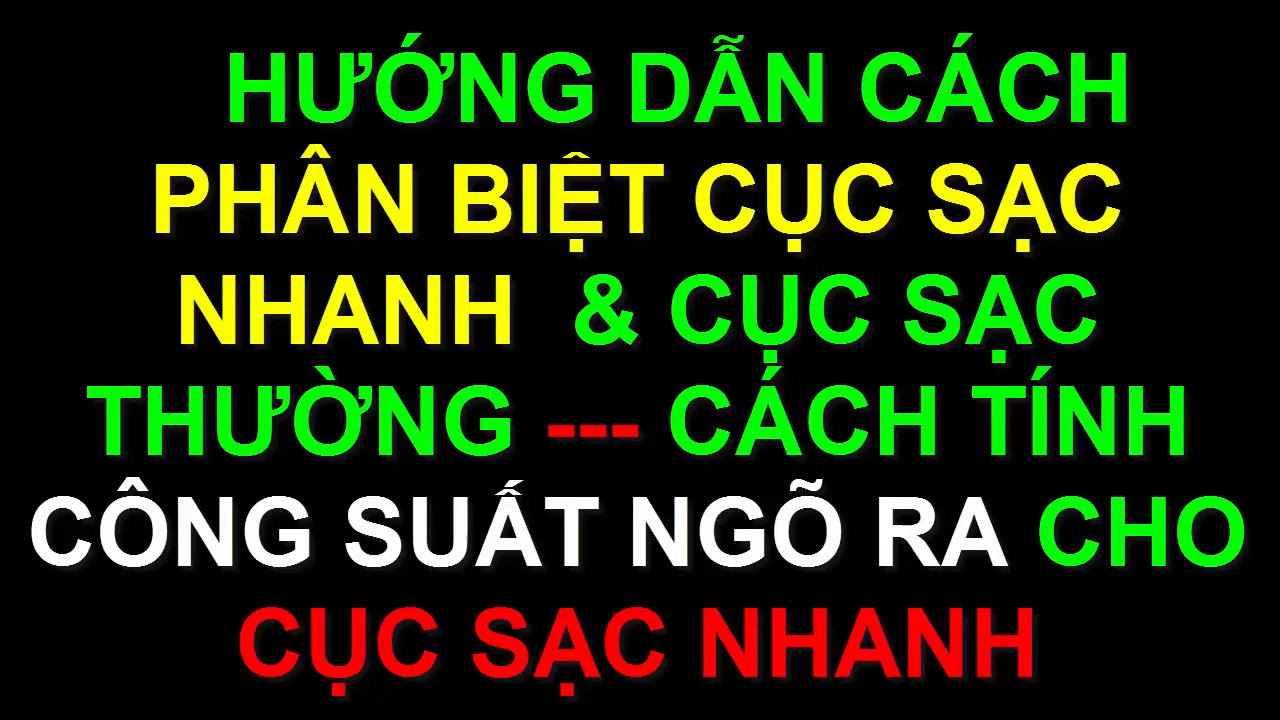 HƯỚNG DẪN CÁCH
PHÂN BIỆT CỤC SẠC
NHANH & CỤC SẠC
THƯỜNG --- CÁCH TÍNH
CÔNG SUẤT NGÕ RA CHO
CỤC SẠC NHANH